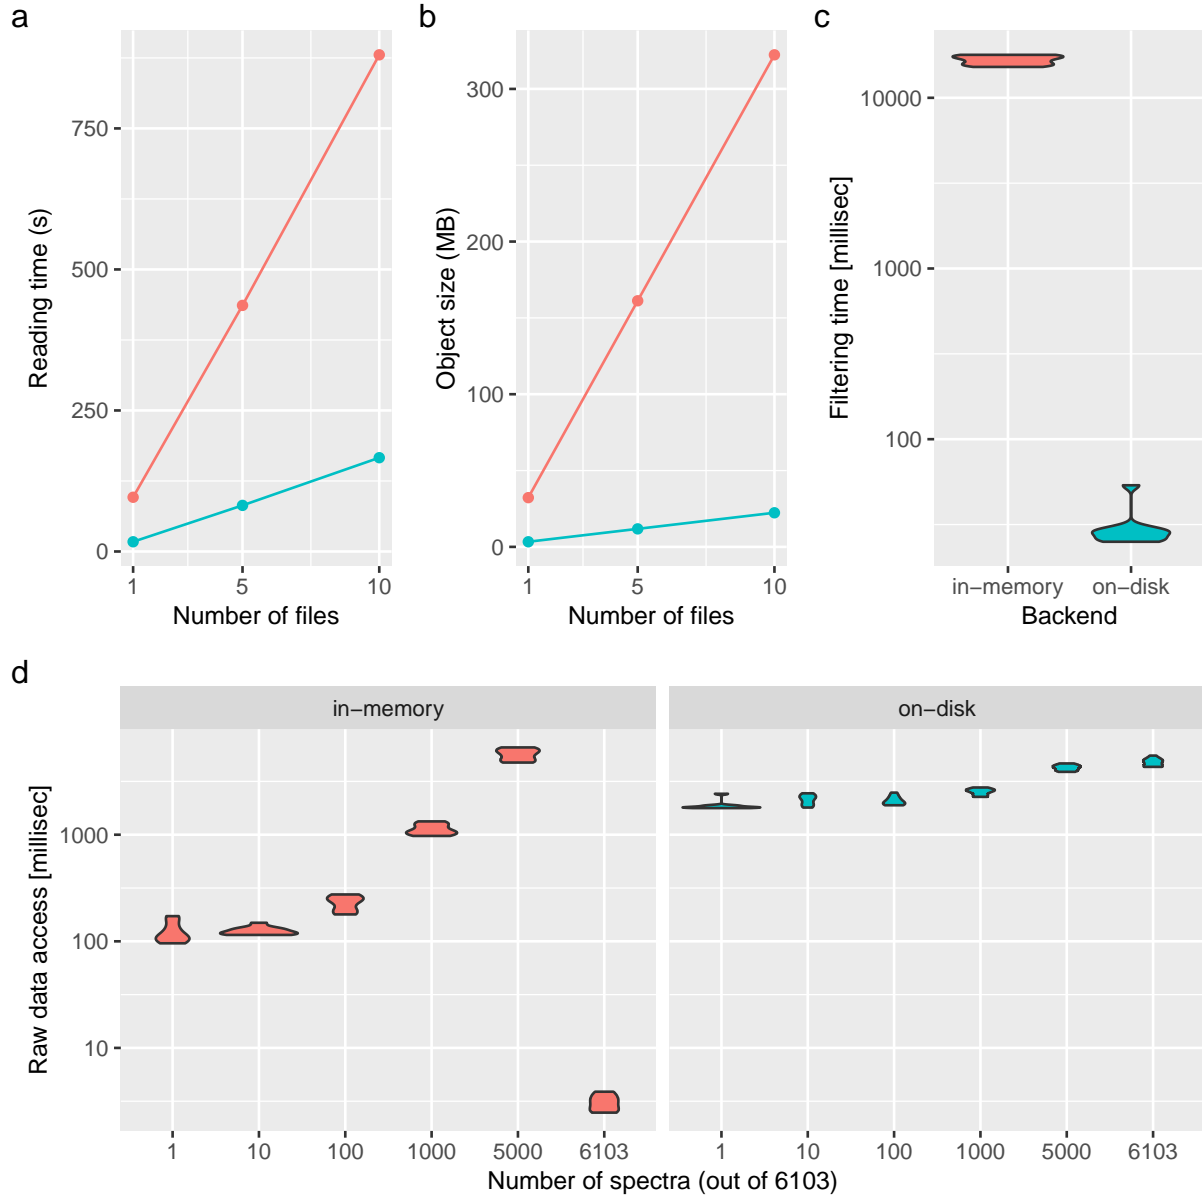 a
b
c
Reading time (s)
750
500
250
0
1 5 10
Number of files
Object size (MB)
300
200
100
0
1 5 10
Number of files
Filtering time [millisec]
10000
1000
100
in−memory on−disk
Backend
d
in−memory
on−disk
Raw data access [millisec]
1000
100
10
1 10 100 1000 5000 6103
1 10 100 1000 5000 6103
Number of spectra (out of 6103)